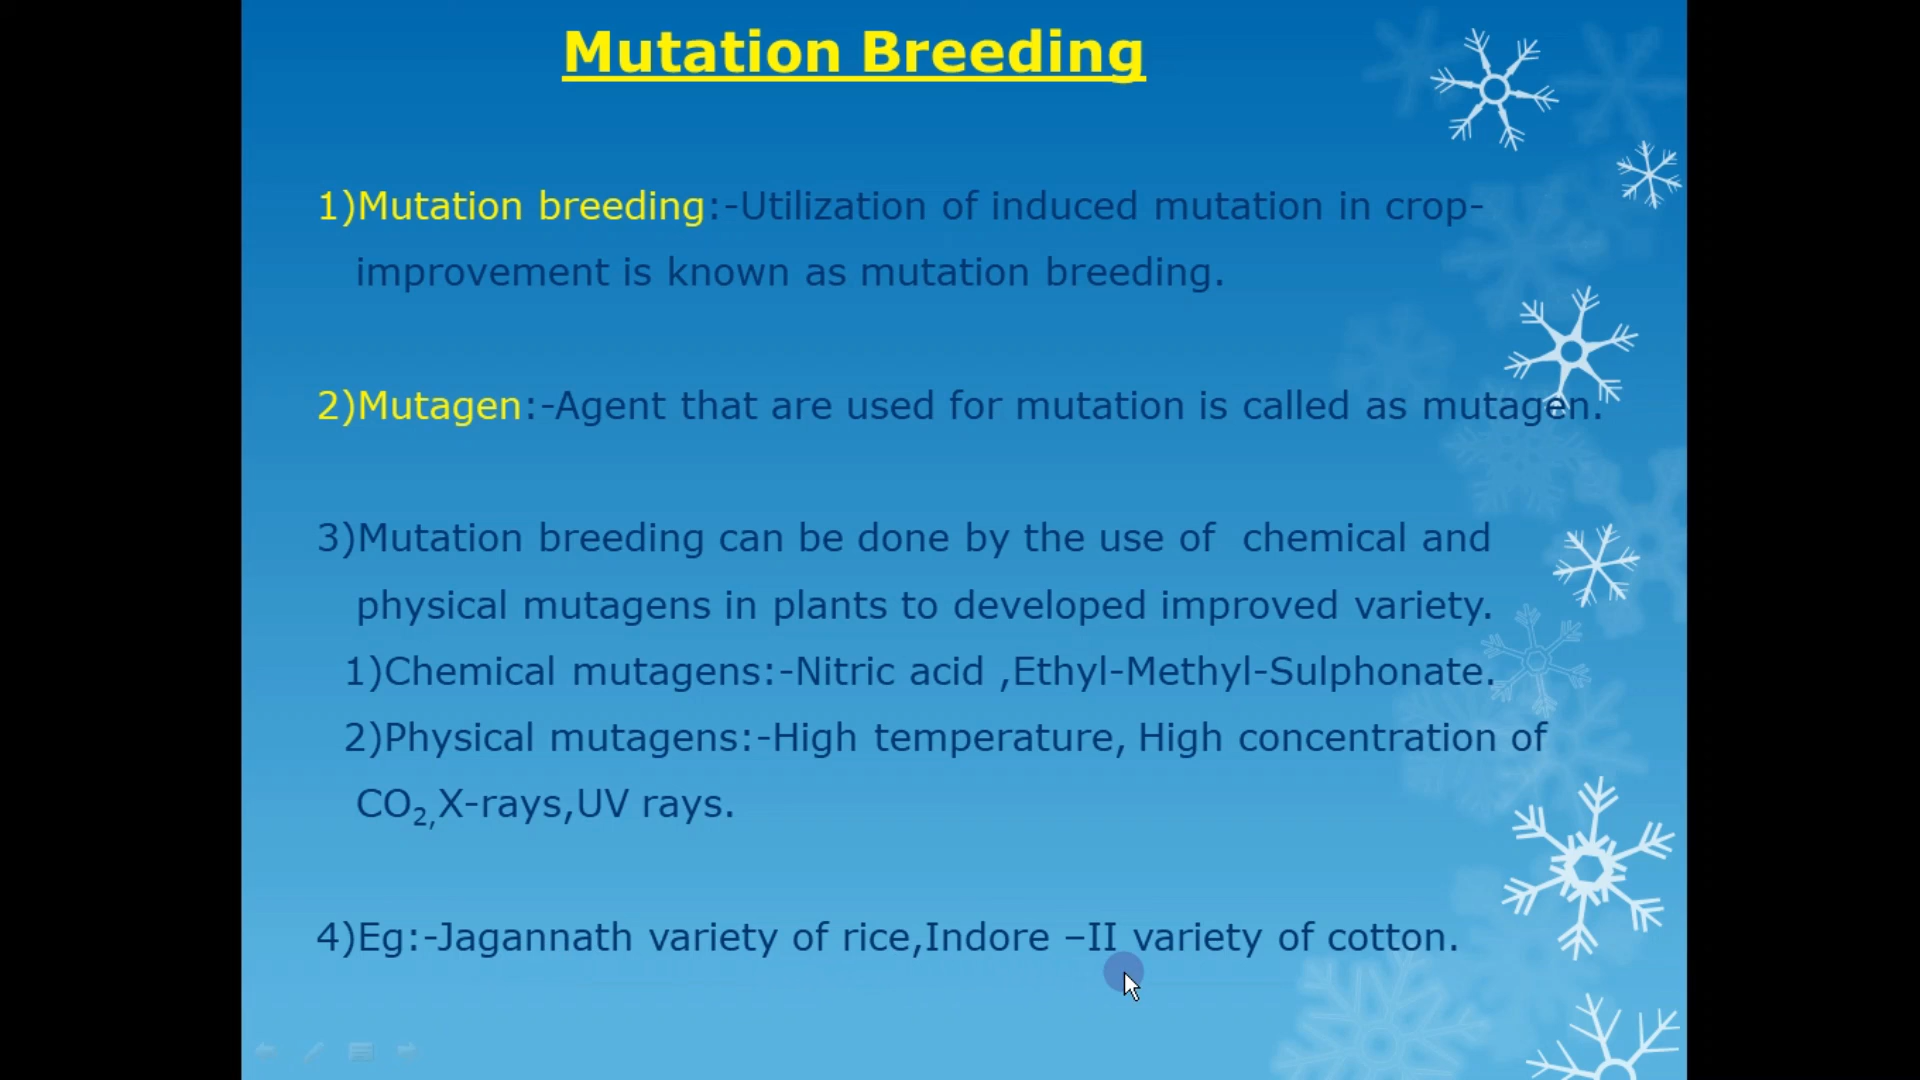 Mutation Breeding
1)Mutation breeding:-Utilization of induced mutation in crop-
improvement is known as mutation breeding.
2)Mutagen:-Agent that are used for mutation is called as mutagen.
3)Mutation breeding can be done by the use of  chemical and
physical mutagens in plants to developed improved variety.
1)Chemical mutagens:-Nitric acid ,Ethyl-Methyl-Sulphonate.
2)Physical mutagens:-High temperature, High concentration of
CO2,X-rays,UV rays.
4)Eg:-Jagannath variety of rice,Indore –II variety of cotton.